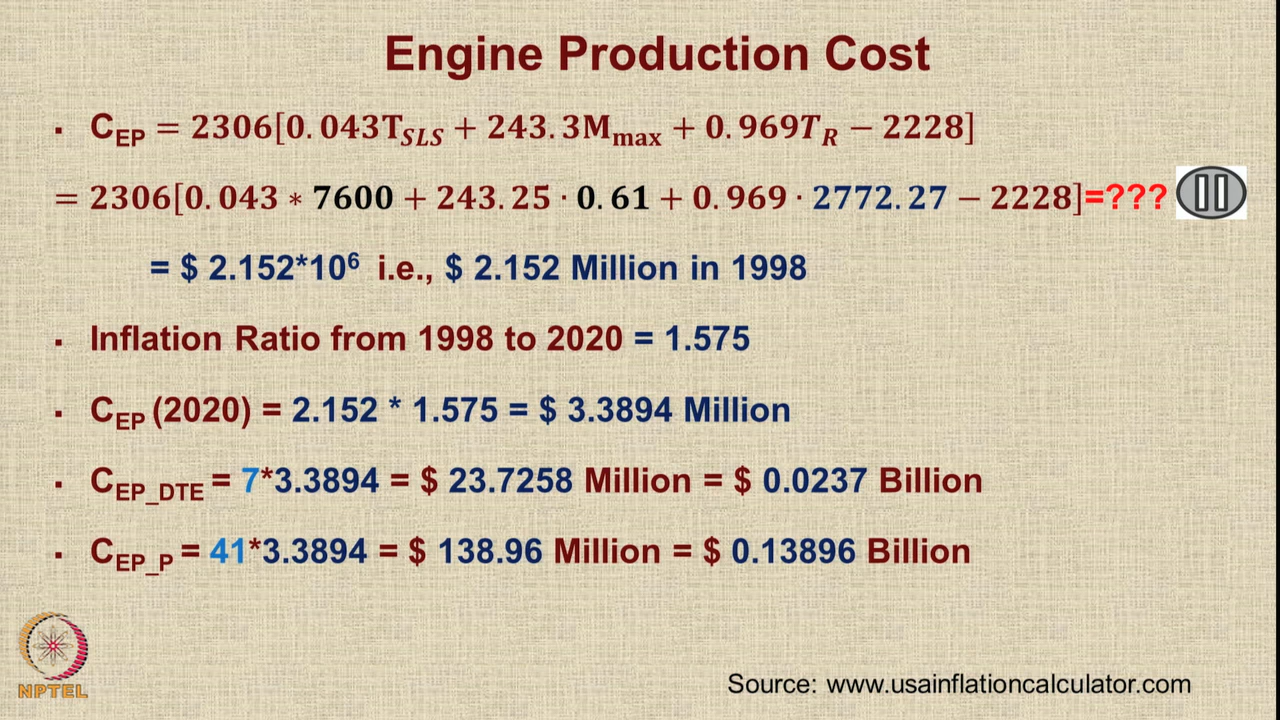 Engine Production Cost
▪ C_EP = 2306[0.043T_SLS + 243.3M_max + 0.969T_R − 2228]
= 2306[0.043 * 7600 + 243.25 · 0.61 + 0.969 · 2772.27 − 2228]=???
= $ 2.152*10⁶ i.e., $ 2.152 Million in 1998
▪ Inflation Ratio from 1998 to 2020 = 1.575
▪ C_EP (2020) = 2.152 * 1.575 = $ 3.3894 Million
▪ C_EP_DTE = 7*3.3894 = $ 23.7258 Million = $ 0.0237 Billion
▪ C_EP_P = 41*3.3894 = $ 138.96 Million = $ 0.13896 Billion
NPTEL
Source: www.usainflationcalculator.com